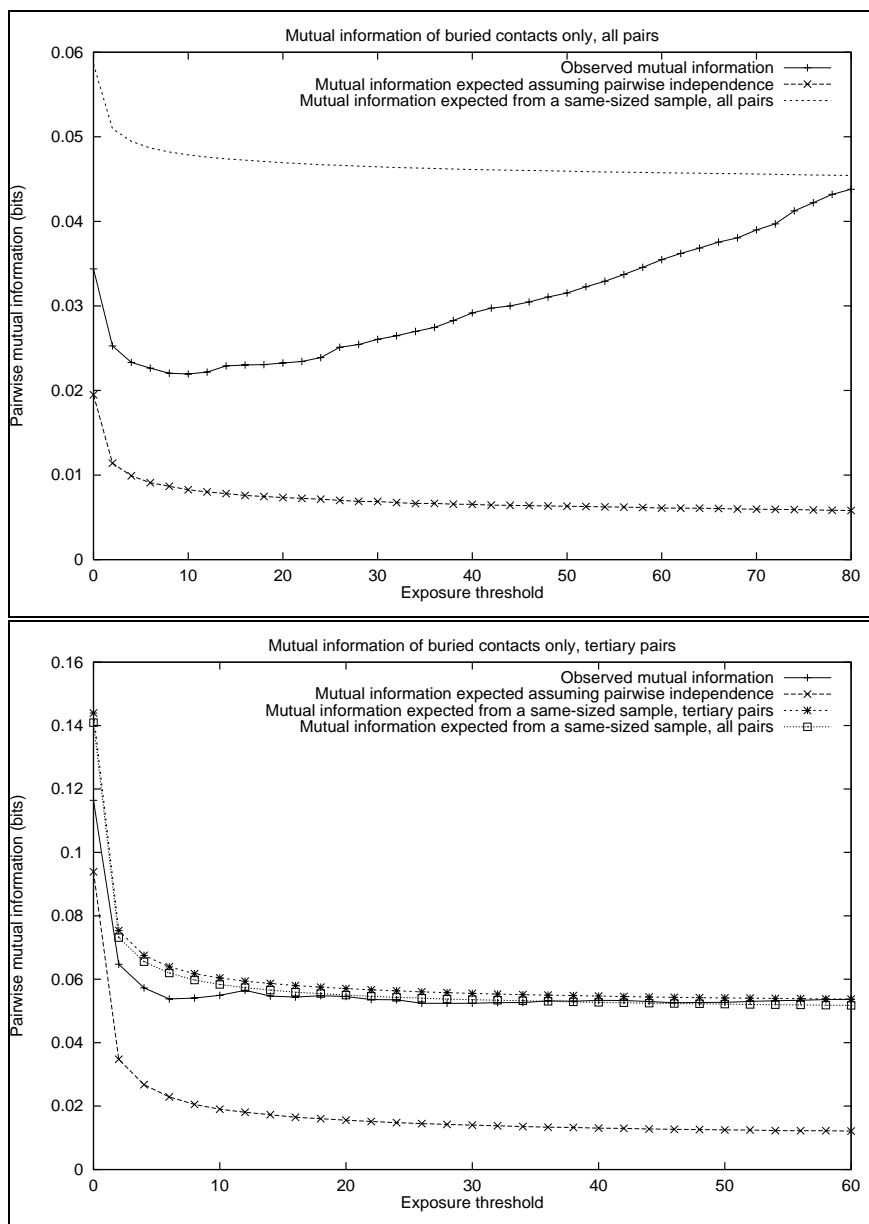 Mutual information of buried contacts only, all pairs
Observed mutual information
Mutual information expected assuming pairwise independence
Mutual information expected from a same-sized sample, all pairs
Pairwise mutual information (bits)
0.06
0.05
0.04
0.03
0.02
0.01
0
0 10 20 30 40 50 60 70 80
Exposure threshold
Mutual information of buried contacts only, tertiary pairs
Observed mutual information
Mutual information expected assuming pairwise independence
Mutual information expected from a same-sized sample, tertiary pairs
Mutual information expected from a same-sized sample, all pairs
Pairwise mutual information (bits)
0.16
0.14
0.12
0.1
0.08
0.06
0.04
0.02
0
0 10 20 30 40 50 60
Exposure threshold